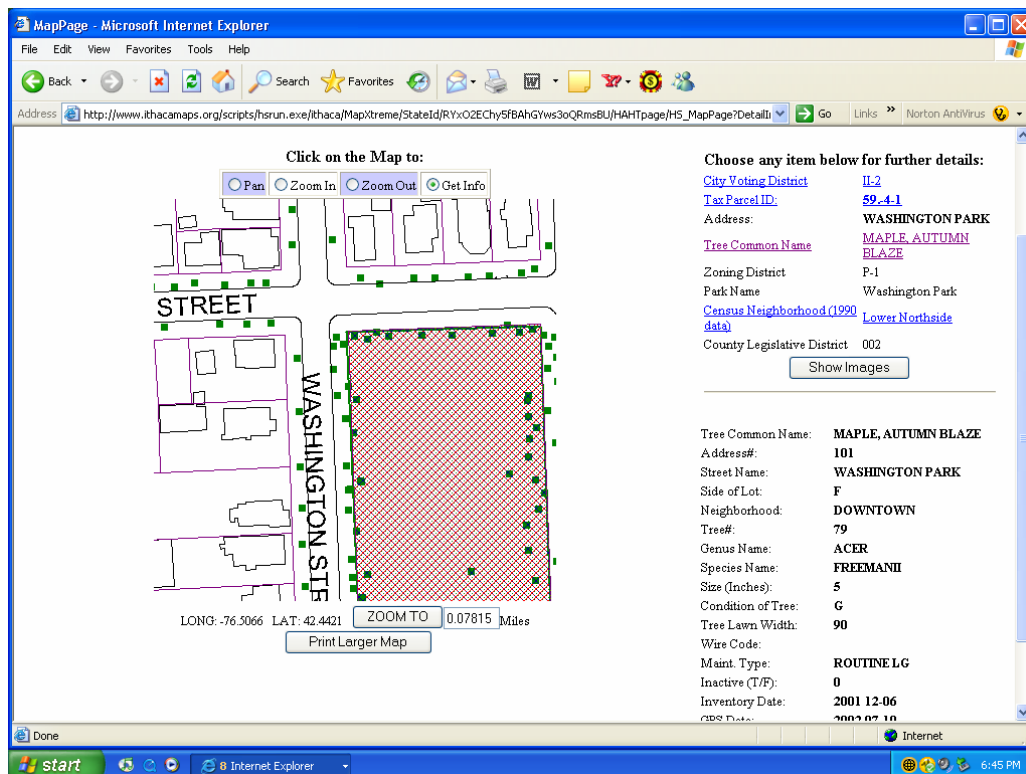 MapPage - Microsoft Internet Explorer
File Edit View Favorites Tools Help
Back Search Favorites
Address http://www.ithacamaps.org/scripts/hsrun.exe/ithaca/MapXtreme/StateId/RYxO2EChy5fBAhGYws3oQRmsBU/HAHTpage/HS_MapPage?DetailI Go Links » Norton AntiVirus
Click on the Map to:
Pan Zoom In Zoom Out Get Info
STREET
WASHINGTON STR
LONG: -76.5066 LAT: 42.4421 ZOOM TO 0.07815 Miles
Print Larger Map
Choose any item below for further details:
City Voting District II-2
Tax Parcel ID: 59.-4-1
Address: WASHINGTON PARK
Tree Common Name MAPLE, AUTUMN
BLAZE
Zoning District P-1
Park Name Washington Park
Census Neighborhood (1990
data) Lower Northside
County Legislative District 002
Show Images
Tree Common Name: MAPLE, AUTUMN BLAZE
Address#: 101
Street Name: WASHINGTON PARK
Side of Lot: F
Neighborhood: DOWNTOWN
Tree#: 79
Genus Name: ACER
Species Name: FREEMANII
Size (Inches): 5
Condition of Tree: G
Tree Lawn Width: 90
Wire Code:
Maint. Type: ROUTINE LG
Inactive (T/F): 0
Inventory Date: 2001 12-06
GPS Date: 2002 07-10
Done Internet
start 8 Internet Explorer 6:45 PM